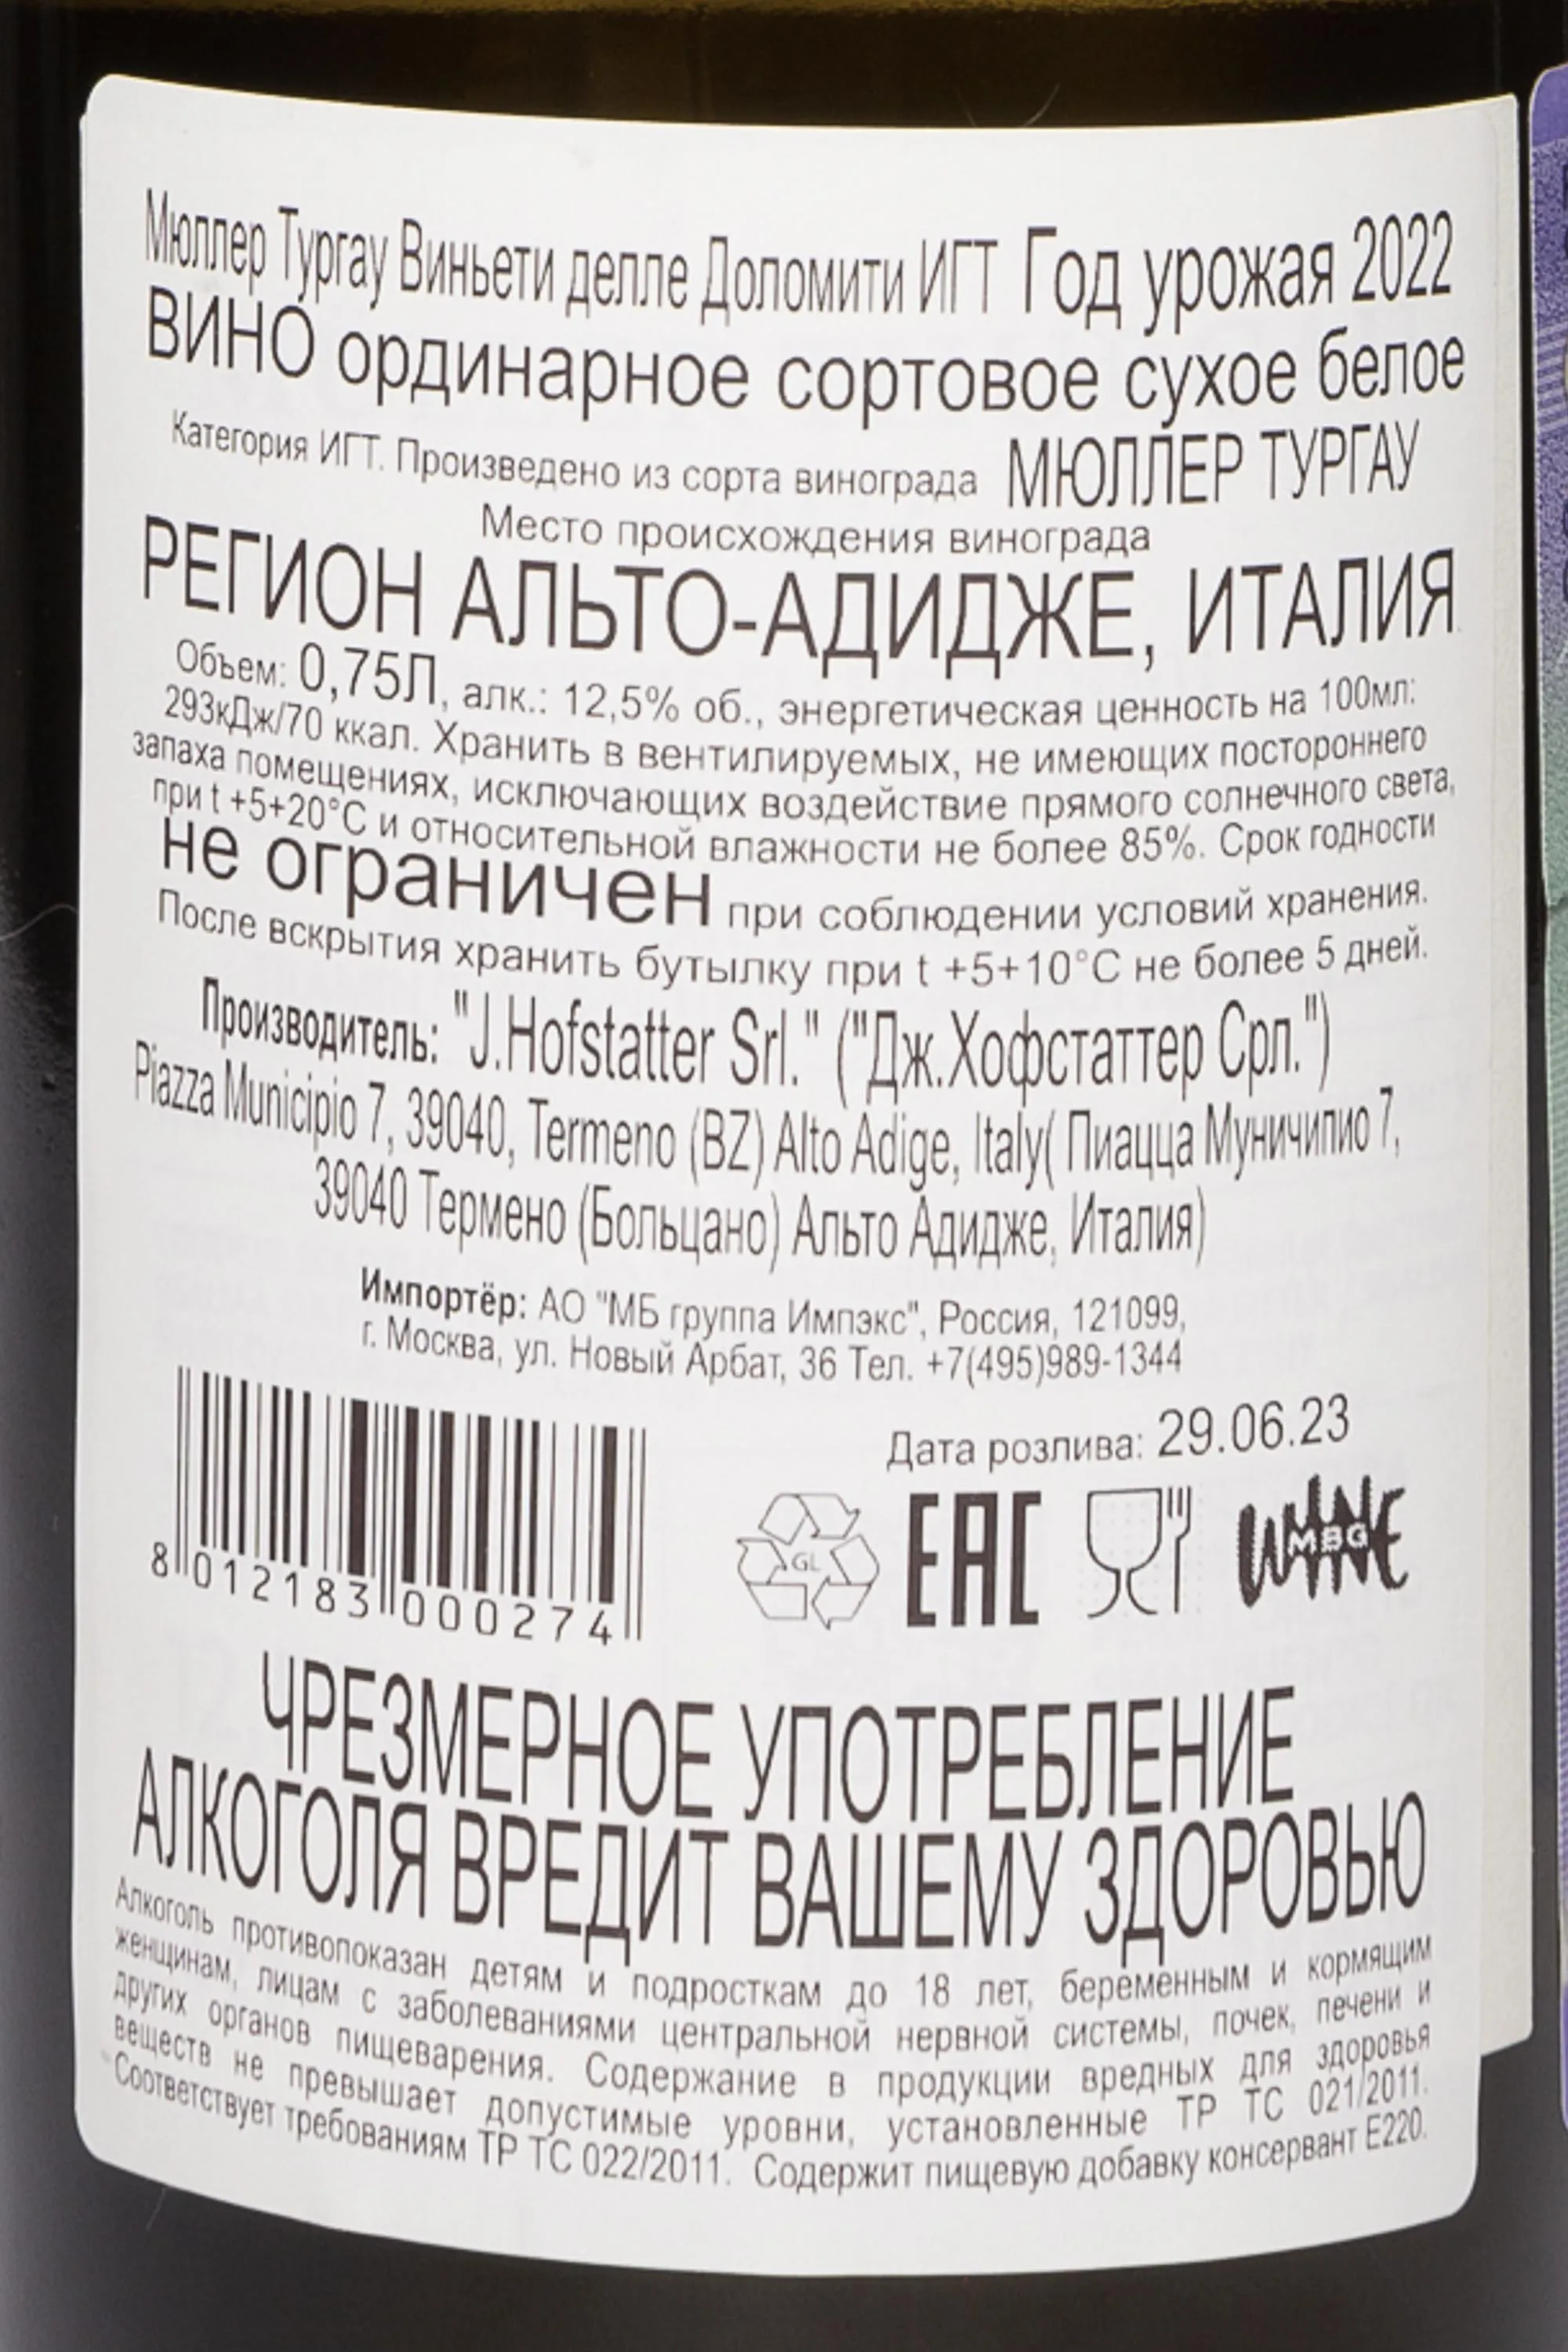 Мюллер Тургау Виньети делле Доломити ИГТ Год урожая 2022
ВИНО ординарное сортовое сухое белое
Категория ИГТ. Произведено из сорта винограда МЮЛЛЕР ТУРГАУ
Место происхождения винограда
РЕГИОН АЛЬТО-АДИДЖЕ, ИТАЛИЯ
Объем: 0,75Л, алк.: 12,5% об., энергетическая ценность на 100мл:
293кДж/70 ккал. Хранить в вентилируемых, не имеющих постороннего
запаха помещениях, исключающих воздействие прямого солнечного света,
при t +5+20°С и относительной влажности не более 85%. Срок годности
не ограничен при соблюдении условий хранения.
После вскрытия хранить бутылку при t +5+10°С не более 5 дней.
Производитель: "J.Hofstatter Srl." ("Дж.Хофстаттер Срл.")
Piazza Municipio 7, 39040, Termeno (BZ) Alto Adige, Italy( Пиацца Муничипио 7,
39040 Термено (Больцано) Альто Адидже, Италия)
Импортёр: АО "МБ группа Импэкс", Россия, 121099,
г. Москва, ул. Новый Арбат, 36 Тел. +7(495)989-1344
Дата розлива: 29.06.23
GL EAC WINE MBG
8 012183 000274
ЧРЕЗМЕРНОЕ УПОТРЕБЛЕНИЕ
АЛКОГОЛЯ ВРЕДИТ ВАШЕМУ ЗДОРОВЬЮ
Алкоголь противопоказан детям и подросткам до 18 лет, беременным и кормящим
женщинам, лицам с заболеваниями центральной нервной системы, почек, печени и
других органов пищеварения. Содержание в продукции вредных для здоровья
веществ не превышает допустимые уровни, установленные ТР ТС 021/2011.
Соответствует требованиям ТР ТС 022/2011. Содержит пищевую добавку консервант Е220.